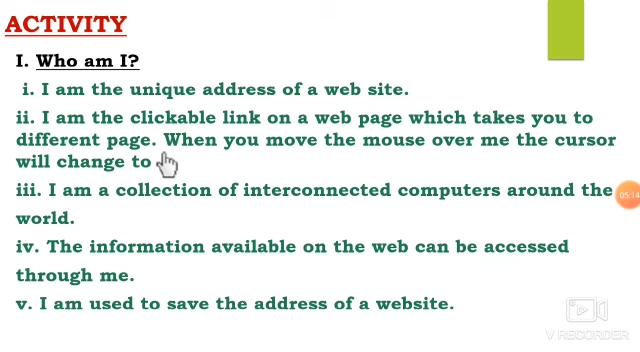 ACTIVITY
I. Who am I?
i. I am the unique address of a web site.
ii. I am the clickable link on a web page which takes you to
different page. When you move the mouse over me the cursor
will change to
iii. I am a collection of interconnected computers around the
world.
iv. The information available on the web can be accessed
through me.
v. I am used to save the address of a website.
05:14
V RECORDER